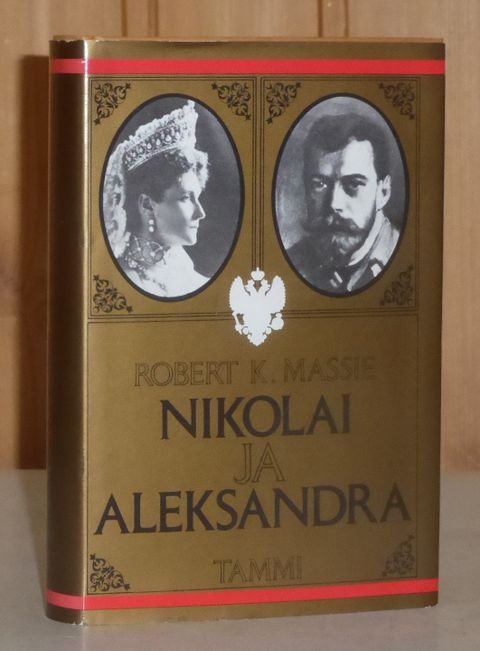 ROBERT K. MASSIE
NIKOLAI
JA
ALEKSANDRA
TAMMI